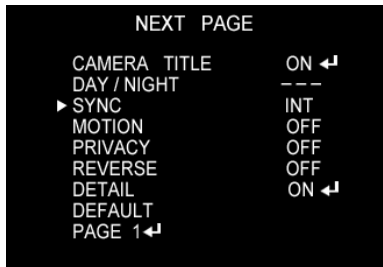 NEXT PAGE
CAMERA TITLE ON ↵
DAY / NIGHT – – –
▶ SYNC INT
MOTION OFF
PRIVACY OFF
REVERSE OFF
DETAIL ON ↵
DEFAULT
PAGE 1↵